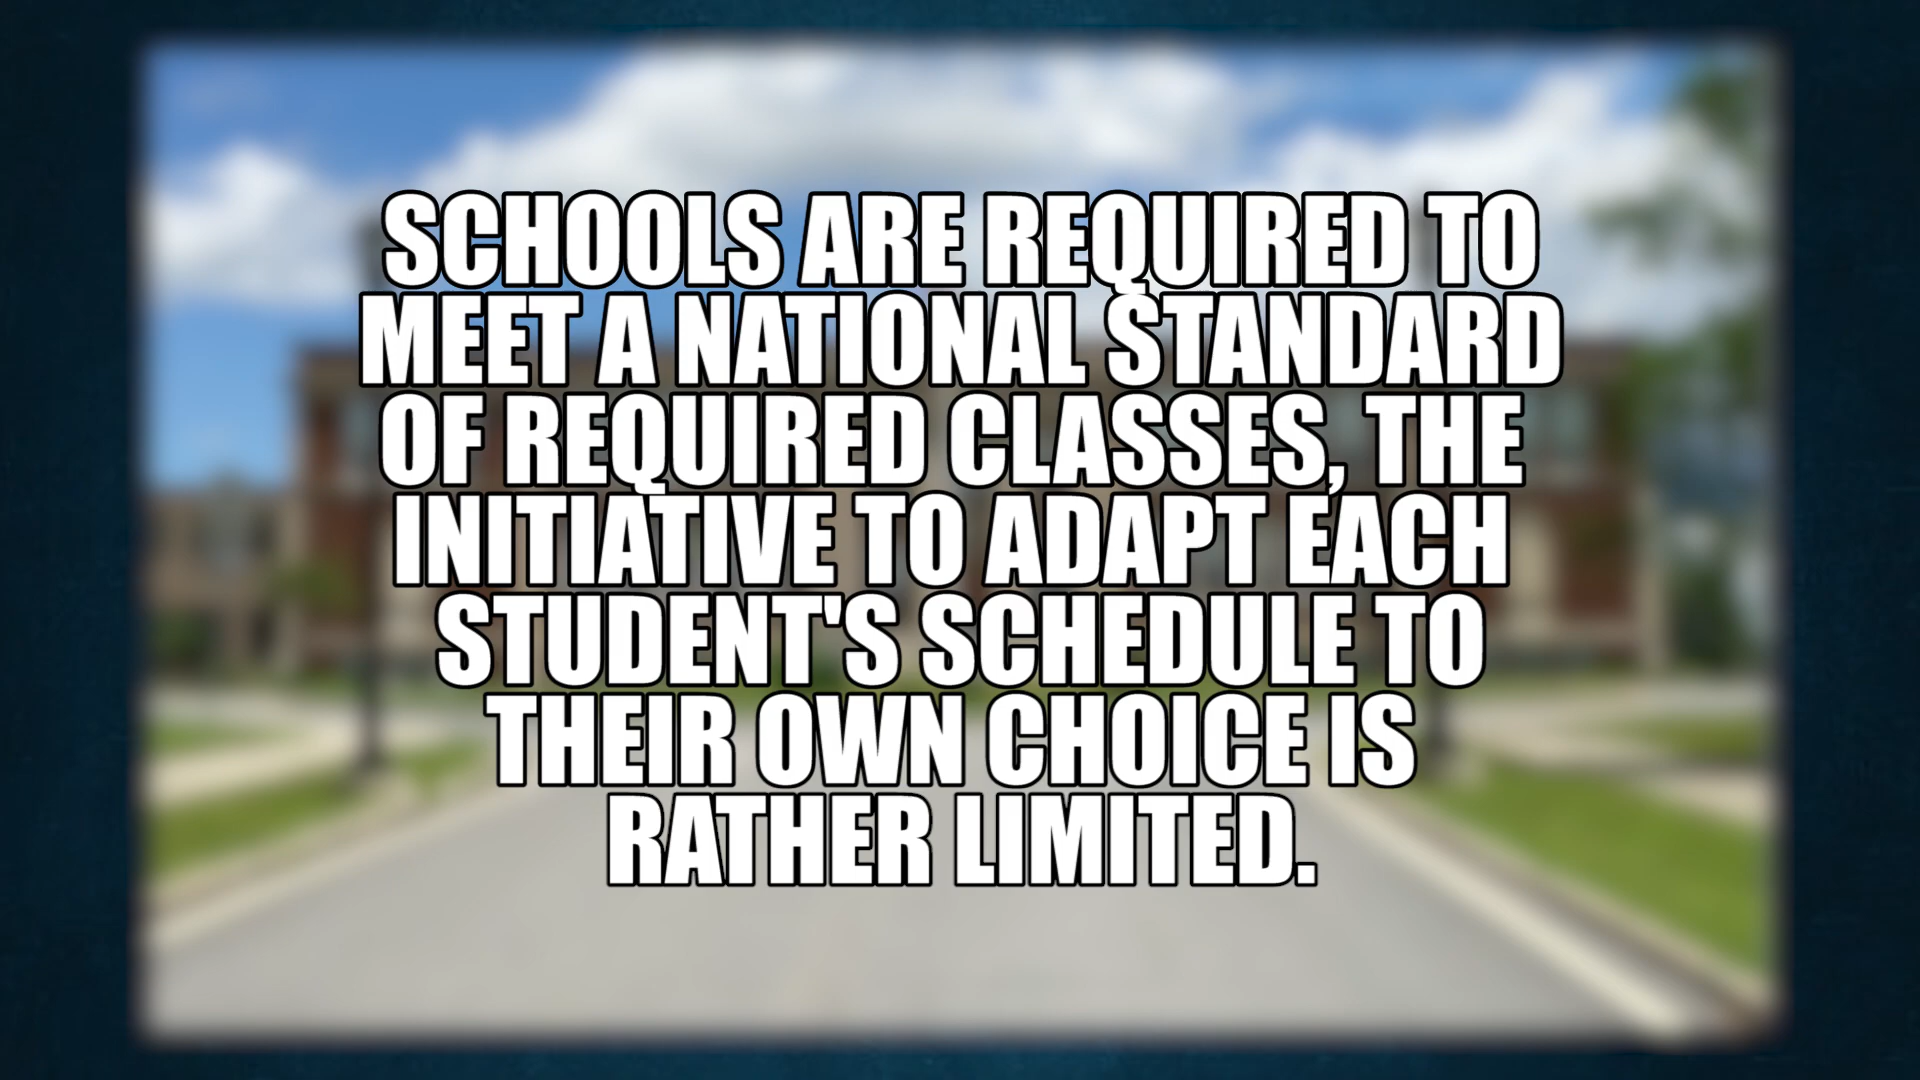 SCHOOLS ARE REQUIRED TO
MEET A NATIONAL STANDARD
OF REQUIRED CLASSES, THE
INITIATIVE TO ADAPT EACH
STUDENT'S SCHEDULE TO
THEIR OWN CHOICE IS
RATHER LIMITED.